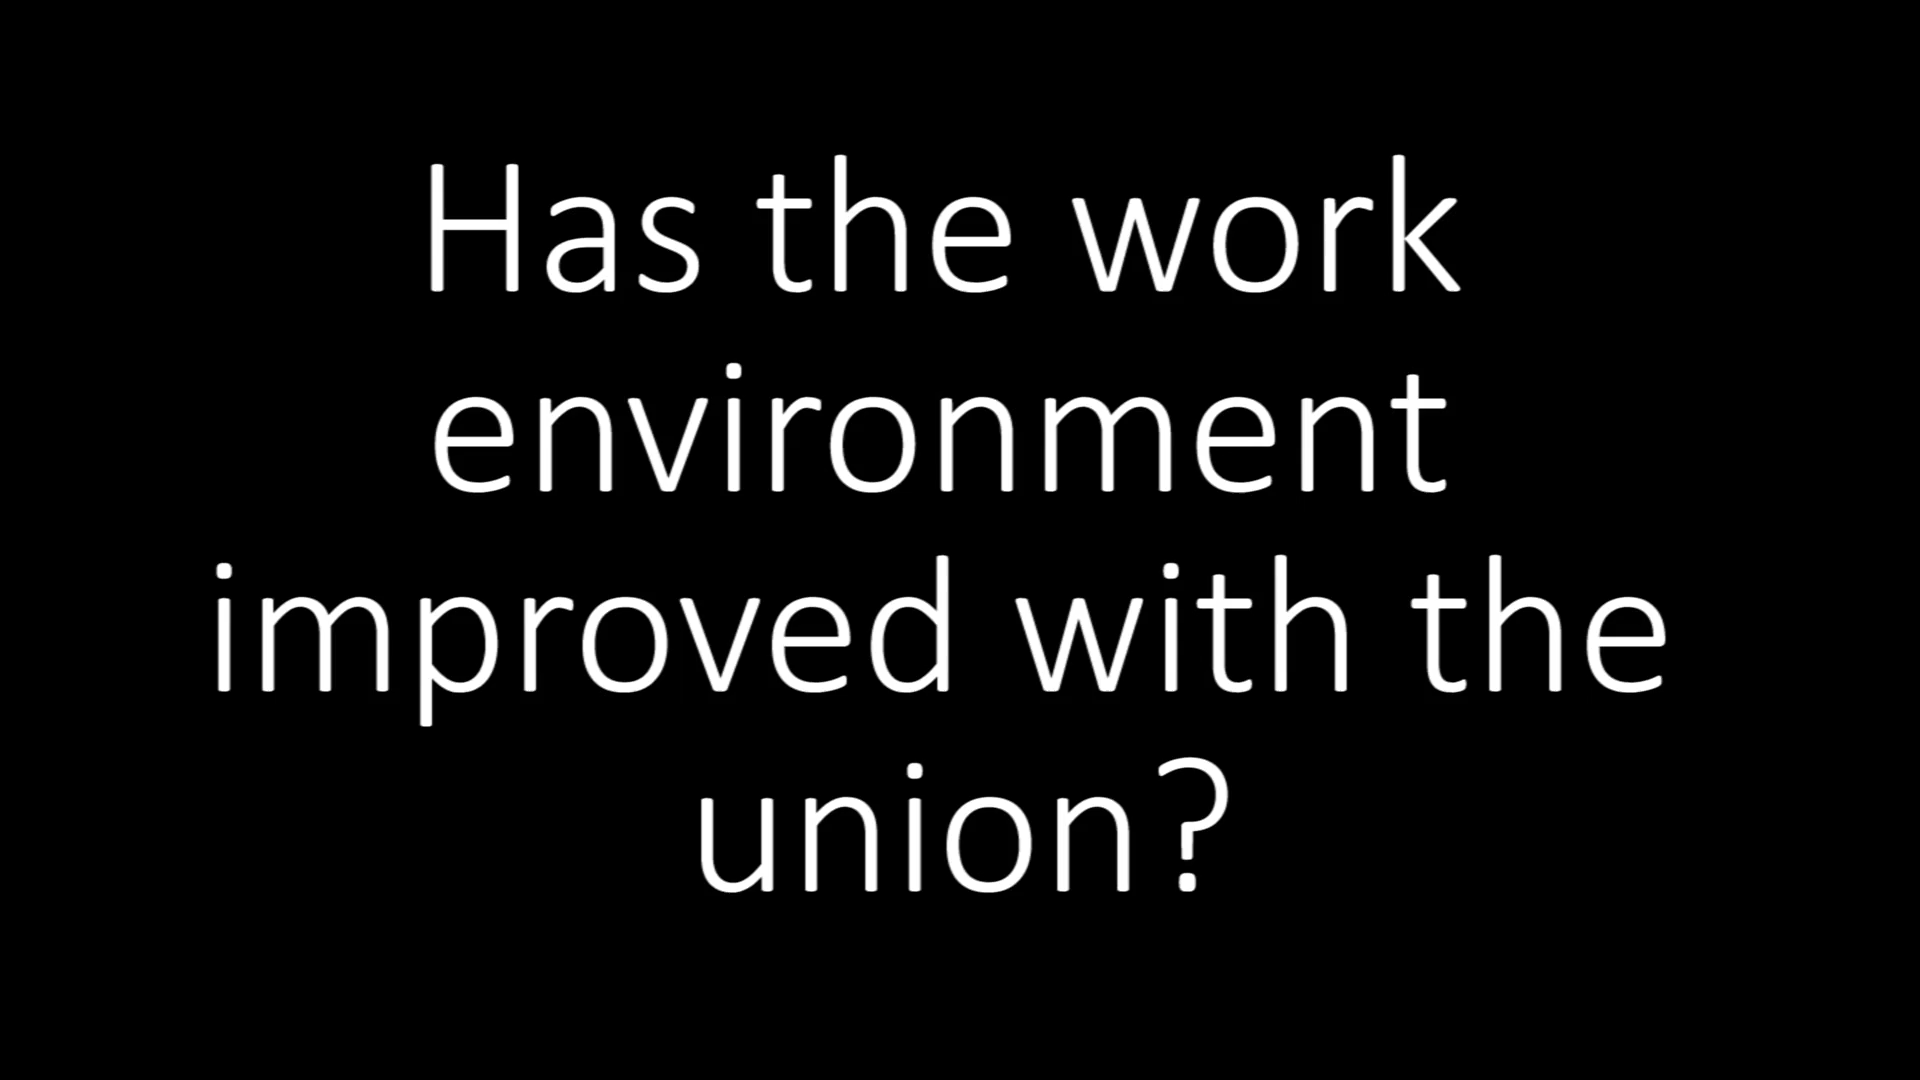 Has the work
environment
improved with the
union?